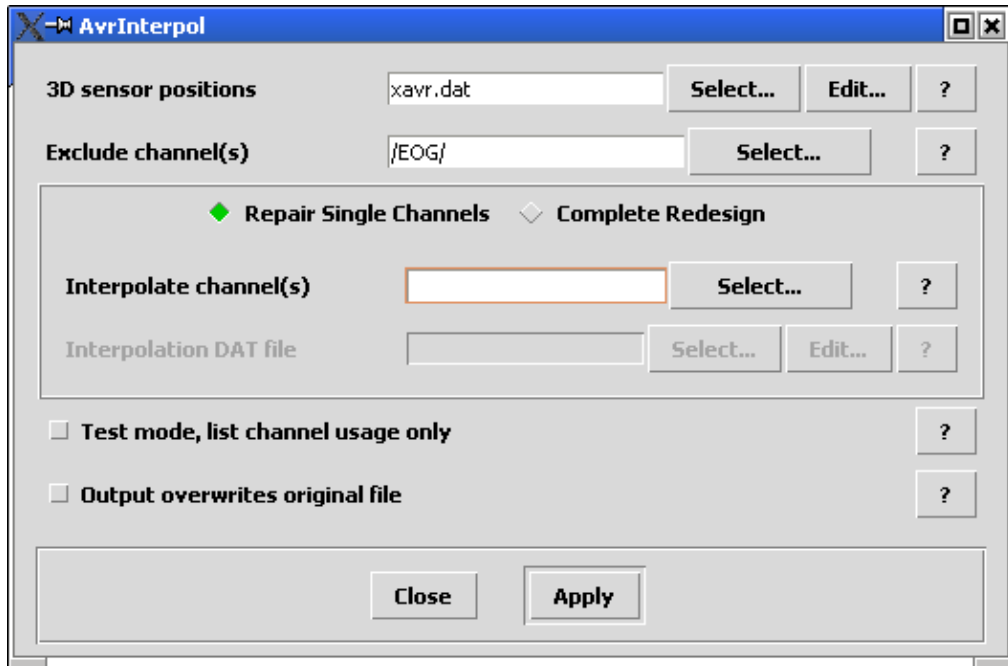 AvrInterpol
3D sensor positions xavr.dat Select... Edit... ?
Exclude channel(s) /EOG/ Select... ?
Repair Single Channels Complete Redesign
Interpolate channel(s) Select... ?
Interpolation DAT file Select... Edit... ?
Test mode, list channel usage only ?
Output overwrites original file ?
Close Apply